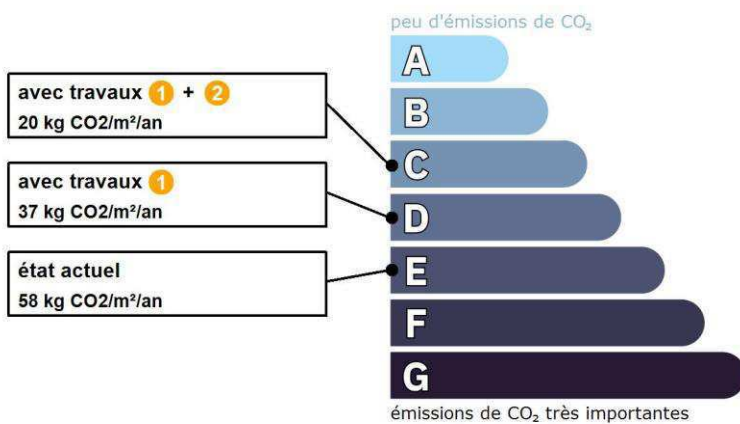 peu d'émissions de CO₂
A
avec travaux 1 + 2
20 kg CO2/m²/an
B
C
avec travaux 1
37 kg CO2/m²/an
D
état actuel
58 kg CO2/m²/an
E
F
G
émissions de CO₂ très importantes